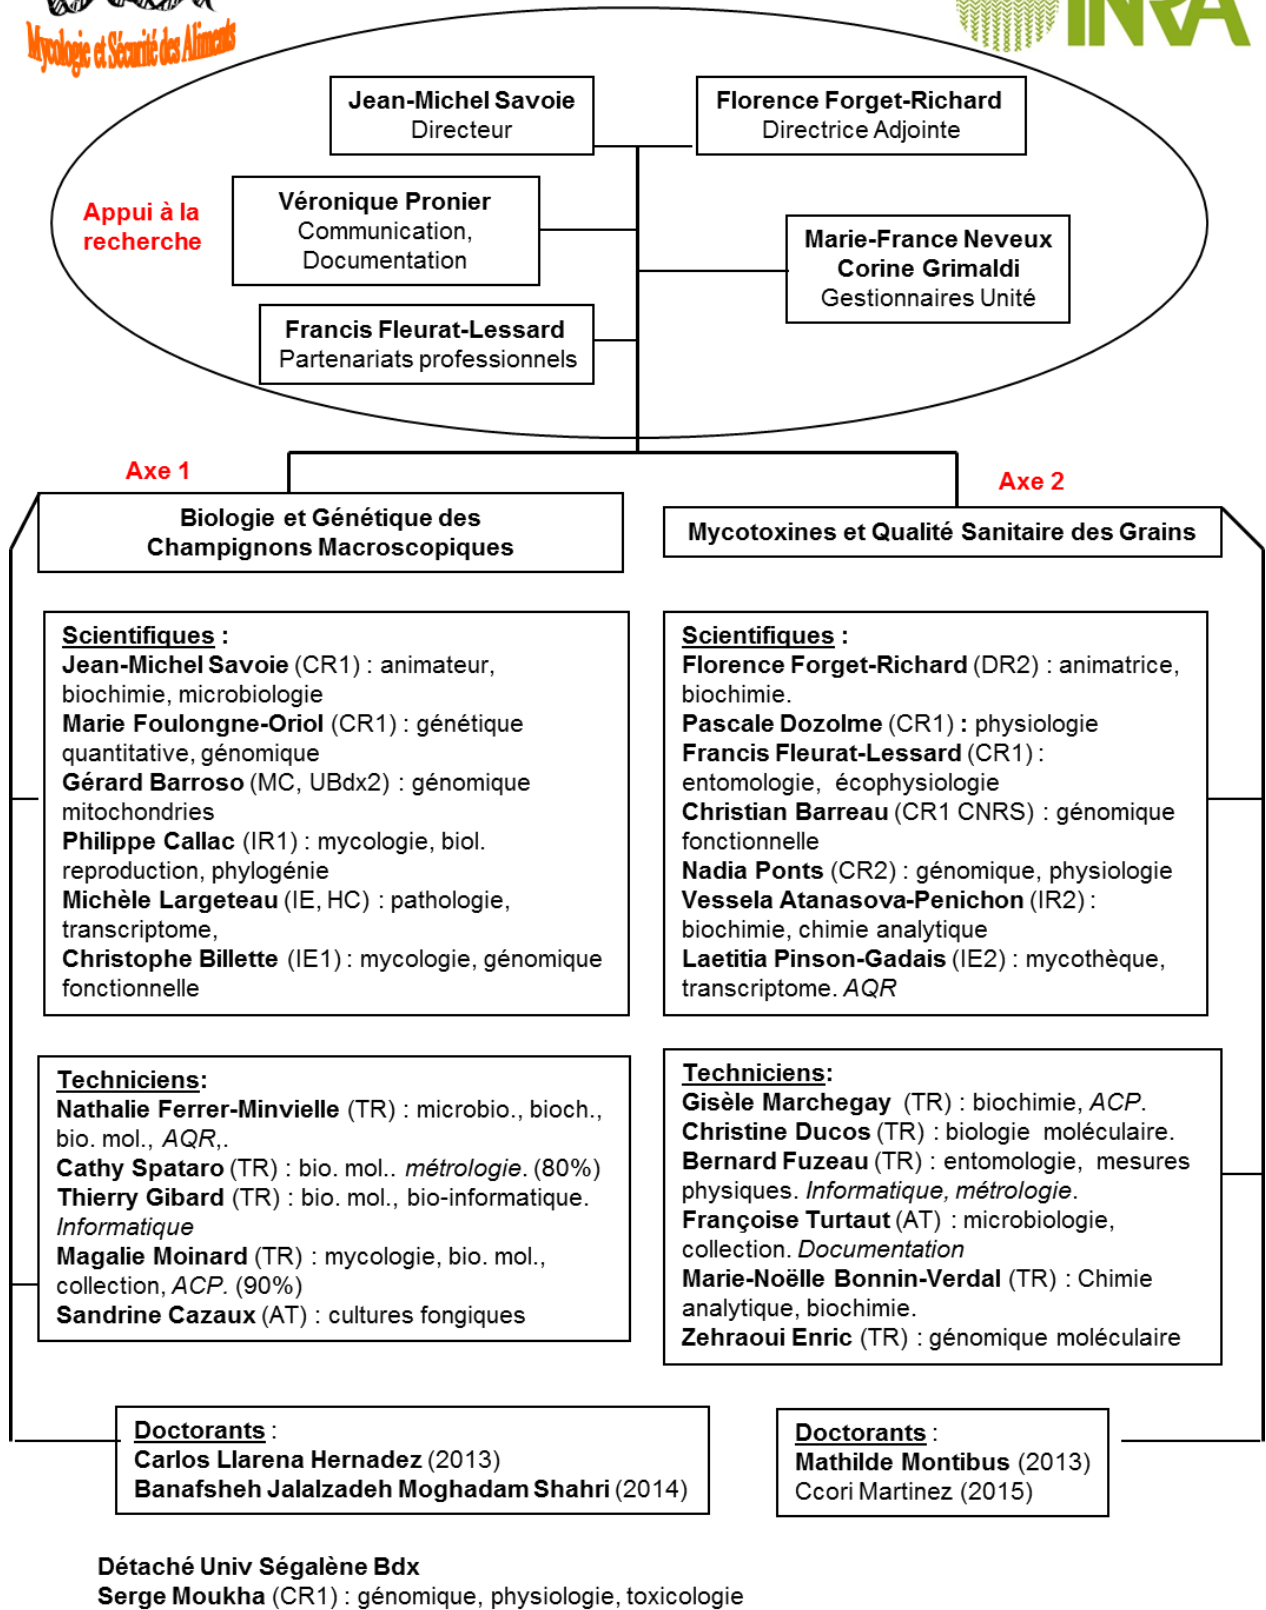 Mycologie et Sécurité des Aliments
INRA
Jean-Michel Savoie
Directeur
Florence Forget-Richard
Directrice Adjointe
Appui à la
recherche
Véronique Pronier
Communication,
Documentation
Marie-France Neveux
Corine Grimaldi
Gestionnaires Unité
Francis Fleurat-Lessard
Partenariats professionnels
Axe 1
Axe 2
Biologie et Génétique des
Champignons Macroscopiques
Mycotoxines et Qualité Sanitaire des Grains
Scientifiques :
Jean-Michel Savoie (CR1) : animateur,
biochimie, microbiologie
Marie Foulongne-Oriol (CR1) : génétique
quantitative, génomique
Gérard Barroso (MC, UBdx2) : génomique
mitochondries
Philippe Callac (IR1) : mycologie, biol.
reproduction, phylogénie
Michèle Largeteau (IE, HC) : pathologie,
transcriptome,
Christophe Billette (IE1) : mycologie, génomique
fonctionnelle
Scientifiques :
Florence Forget-Richard (DR2) : animatrice,
biochimie.
Pascale Dozolme (CR1) : physiologie
Francis Fleurat-Lessard (CR1) :
entomologie, écophysiologie
Christian Barreau (CR1 CNRS) : génomique
fonctionnelle
Nadia Ponts (CR2) : génomique, physiologie
Vessela Atanasova-Penichon (IR2) :
biochimie, chimie analytique
Laetitia Pinson-Gadais (IE2) : mycothèque,
transcriptome. AQR
Techniciens:
Nathalie Ferrer-Minvielle (TR) : microbio., bioch.,
bio. mol., AQR,.
Cathy Spataro (TR) : bio. mol.. métrologie. (80%)
Thierry Gibard (TR) : bio. mol., bio-informatique.
Informatique
Magalie Moinard (TR) : mycologie, bio. mol.,
collection, ACP. (90%)
Sandrine Cazaux (AT) : cultures fongiques
Techniciens:
Gisèle Marchegay (TR) : biochimie, ACP.
Christine Ducos (TR) : biologie moléculaire.
Bernard Fuzeau (TR) : entomologie, mesures
physiques. Informatique, métrologie.
Françoise Turtaut (AT) : microbiologie,
collection. Documentation
Marie-Noëlle Bonnin-Verdal (TR) : Chimie
analytique, biochimie.
Zehraoui Enric (TR) : génomique moléculaire
Doctorants :
Carlos Llarena Hernadez (2013)
Banafsheh Jalalzadeh Moghadam Shahri (2014)
Doctorants :
Mathilde Montibus (2013)
Ccori Martinez (2015)
Détaché Univ Ségalène Bdx
Serge Moukha (CR1) : génomique, physiologie, toxicologie